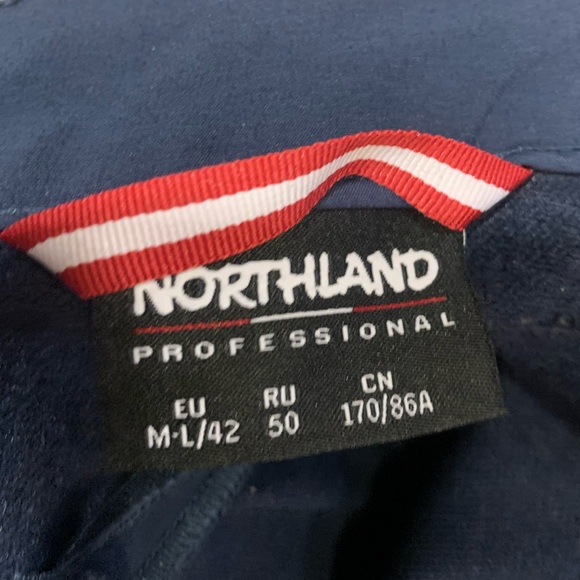 NORTHLAND
PROFESSIONAL
EU RU CN
M-L/42 50 170/86A